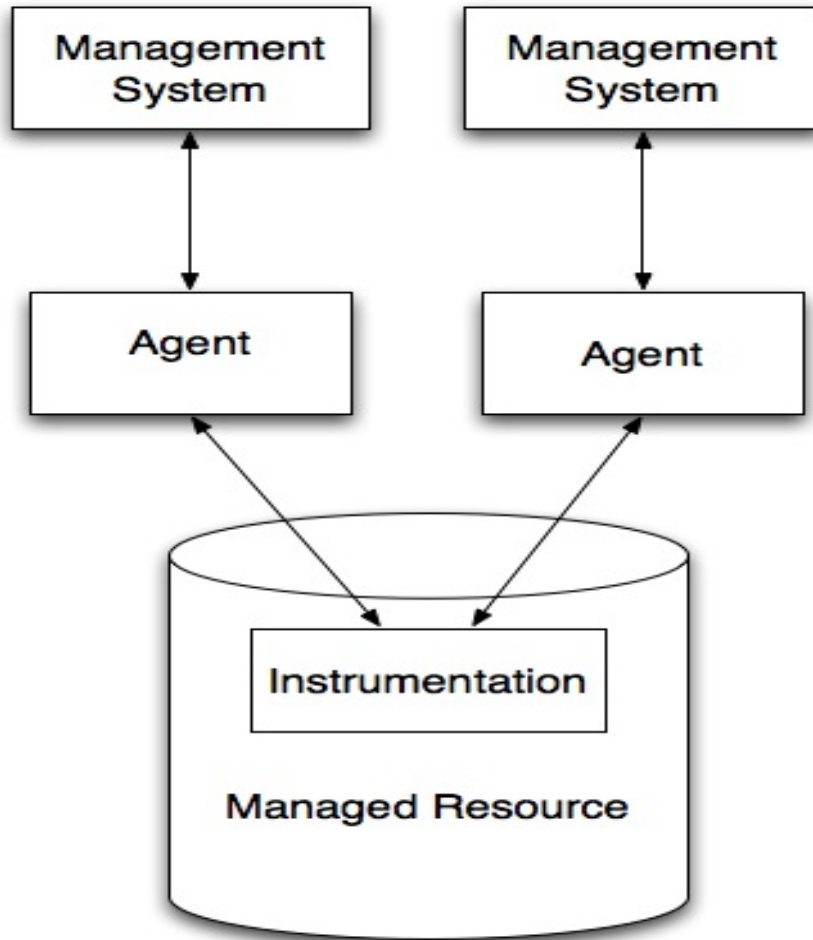 Management
System
Management
System
Agent
Agent
Instrumentation
Managed Resource